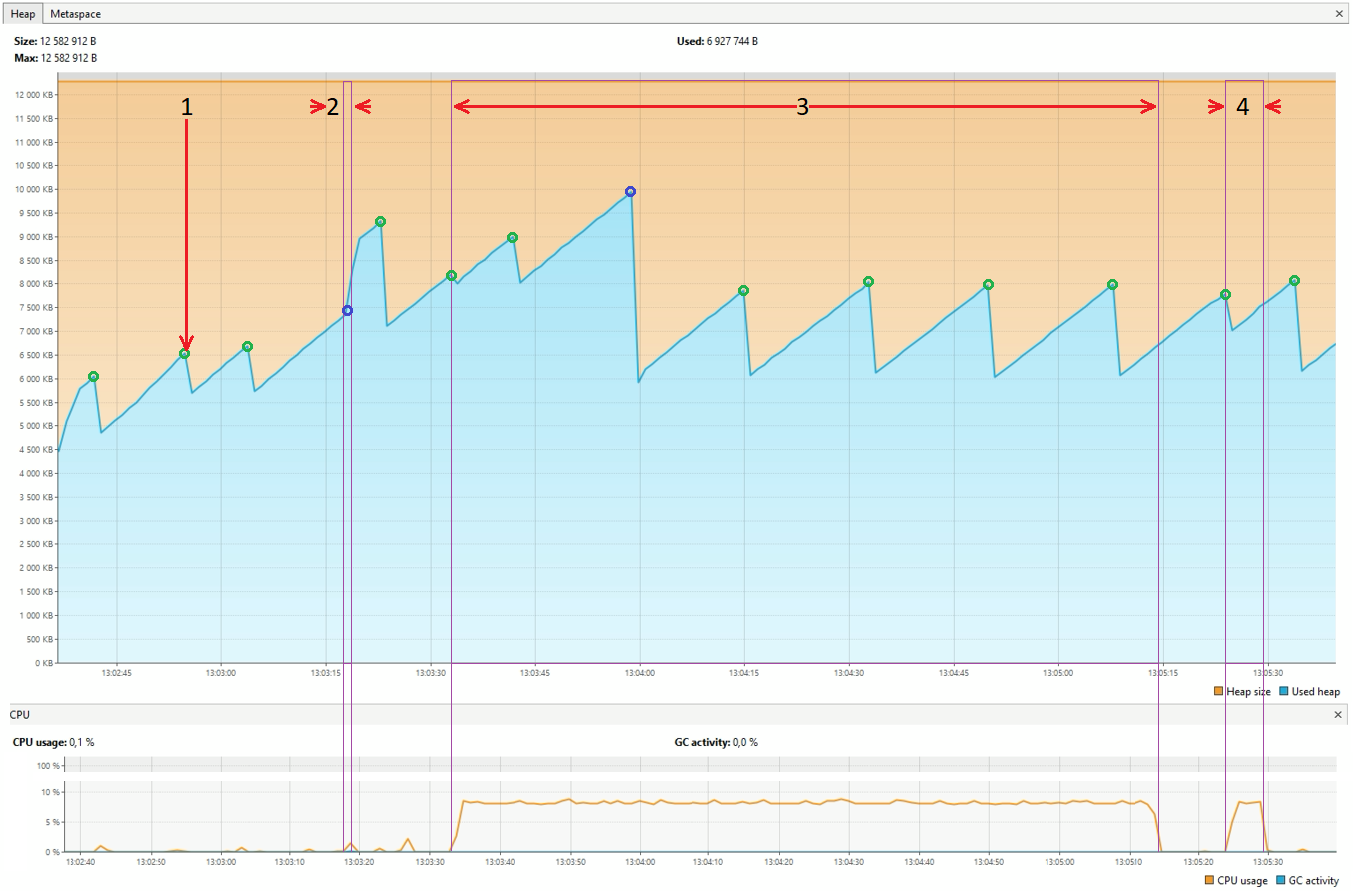 Heap Metaspace
Size: 12 582 912 B
Used: 6 927 744 B
Max: 12 582 912 B
12 000 KB
1 2 3 4
11 500 KB
11 000 KB
10 500 KB
10 000 KB
9 500 KB
9 000 KB
8 500 KB
8 000 KB
7 500 KB
7 000 KB
6 500 KB
6 000 KB
5 500 KB
5 000 KB
4 500 KB
4 000 KB
3 500 KB
3 000 KB
2 500 KB
2 000 KB
1 500 KB
1 000 KB
500 KB
0 KB
13:02:45 13:03:00 13:03:15 13:03:30 13:03:45 13:04:00 13:04:15 13:04:30 13:04:45 13:05:00 13:05:15 13:05:30
Heap size Used heap
CPU
CPU usage: 0,1 %
GC activity: 0,0 %
100 %
10 %
5 %
0 %
13:02:40 13:02:50 13:03:00 13:03:10 13:03:20 13:03:30 13:03:40 13:03:50 13:04:00 13:04:10 13:04:20 13:04:30 13:04:40 13:04:50 13:05:00 13:05:10 13:05:20 13:05:30
CPU usage GC activity